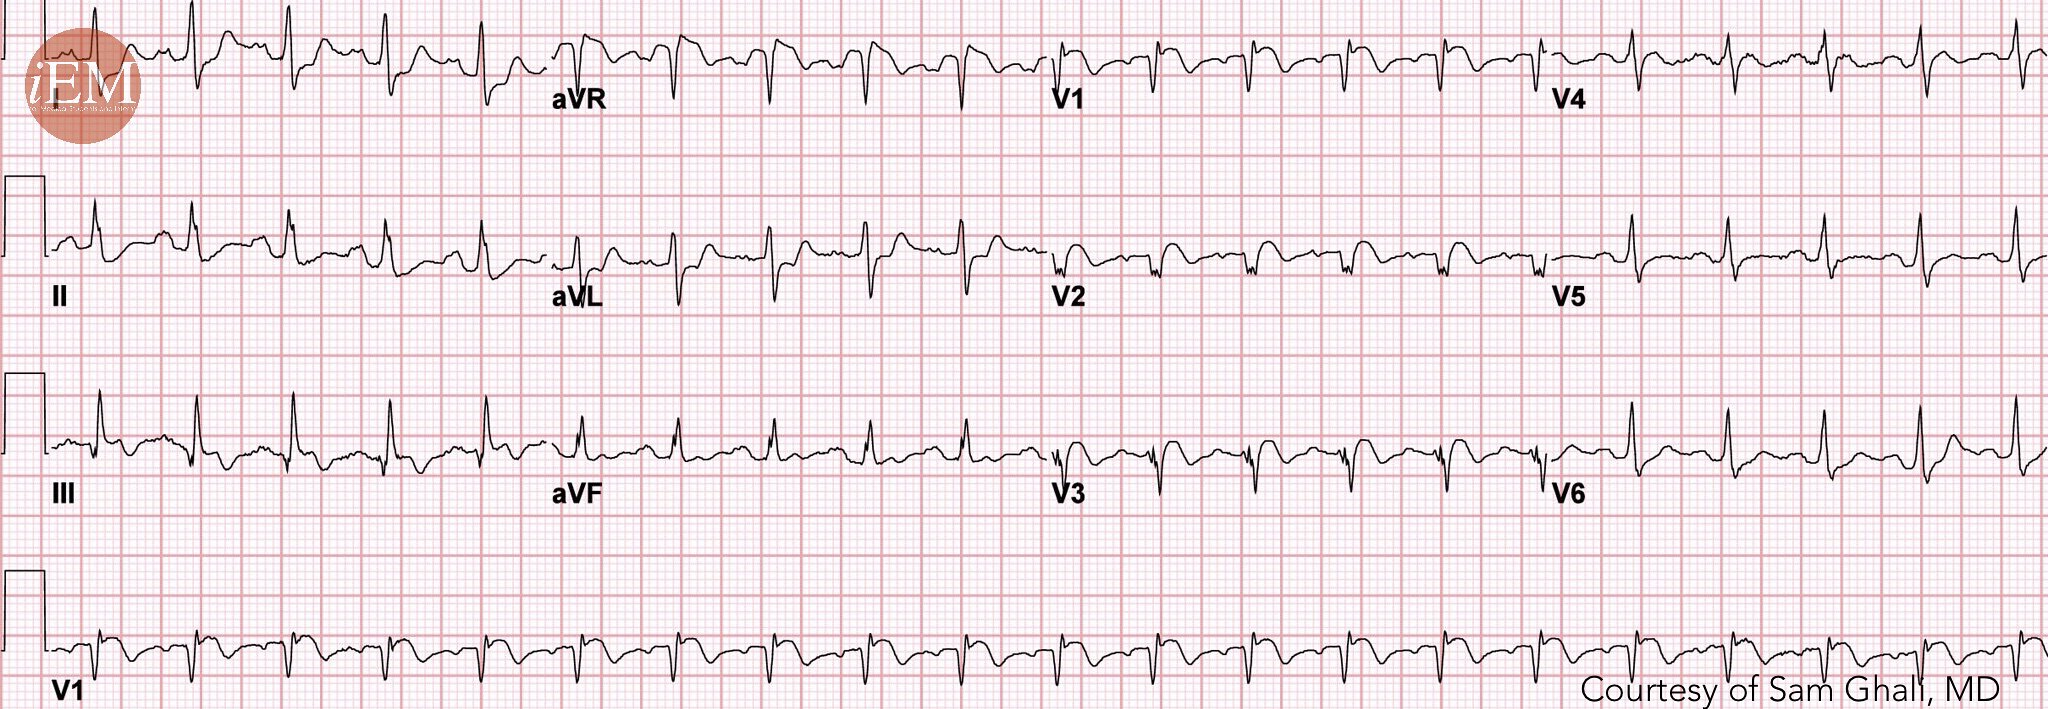 iEM
I
aVR
V1
V4
II
aVL
V2
V5
III
aVF
V3
V6
V1
Courtesy of Sam Ghali, MD